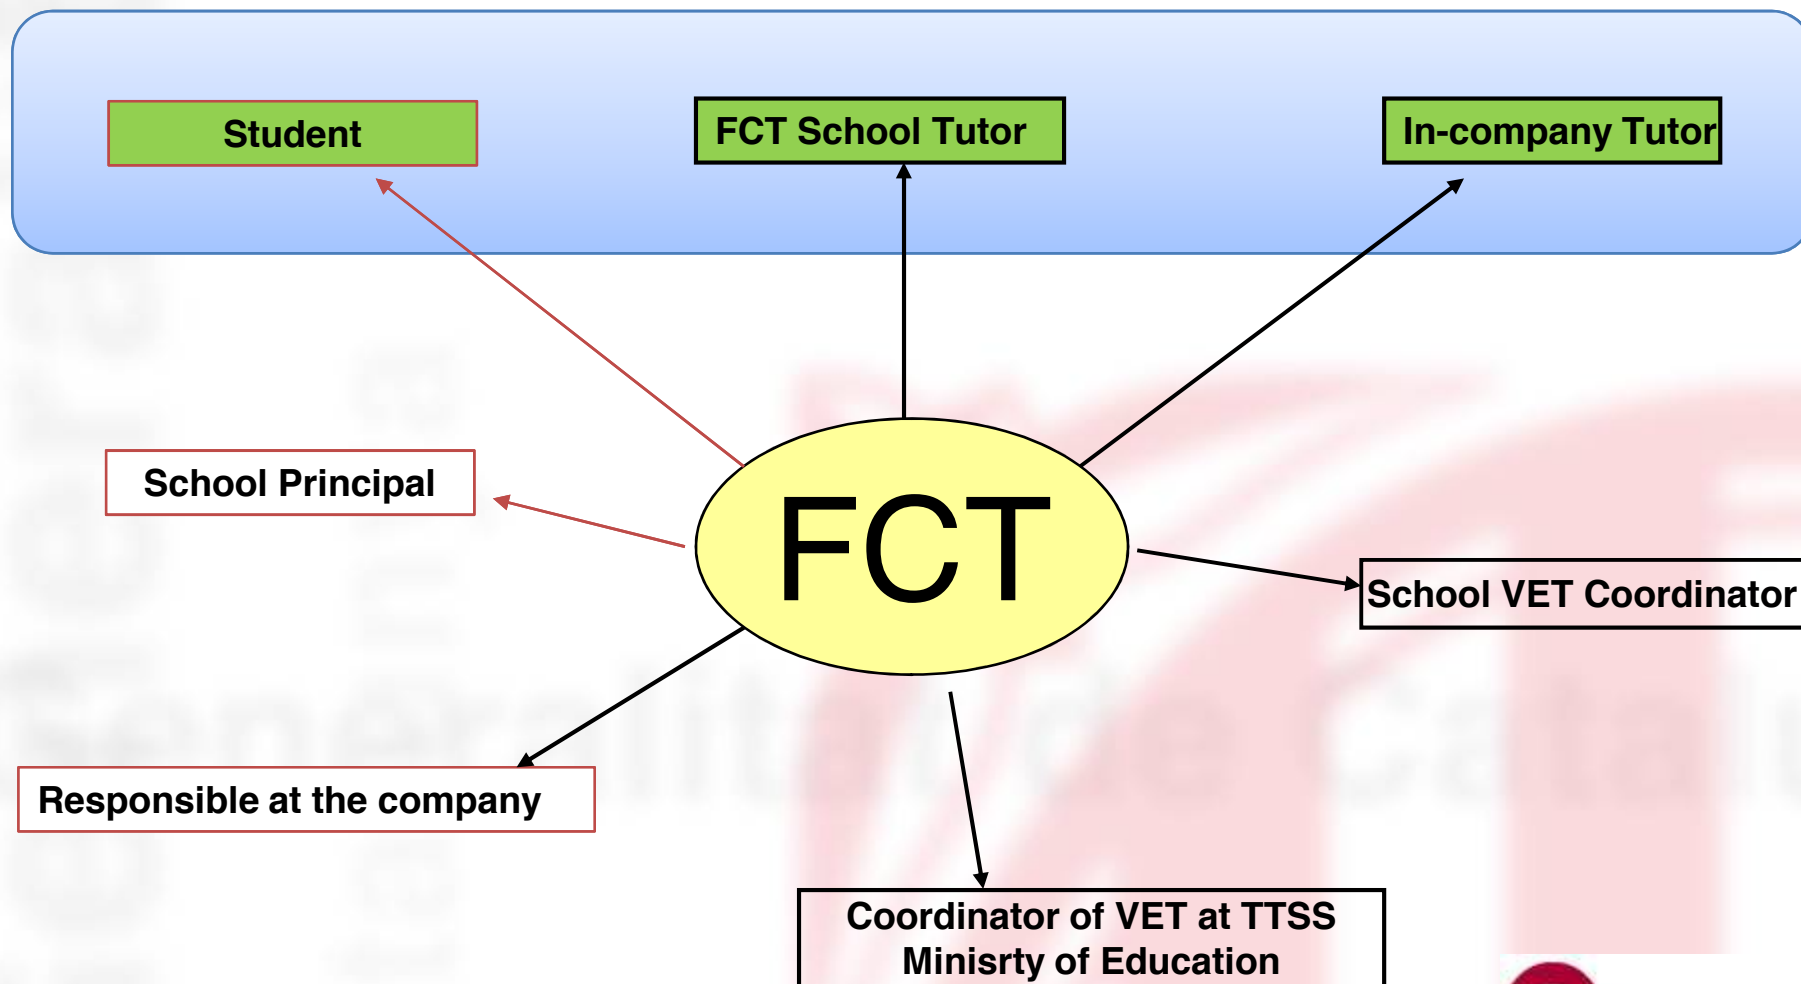 Student
FCT School Tutor
In-company Tutor
School Principal
FCT
School VET Coordinator
Responsible at the company
Coordinator of VET at TTSS
Minisrty of Education